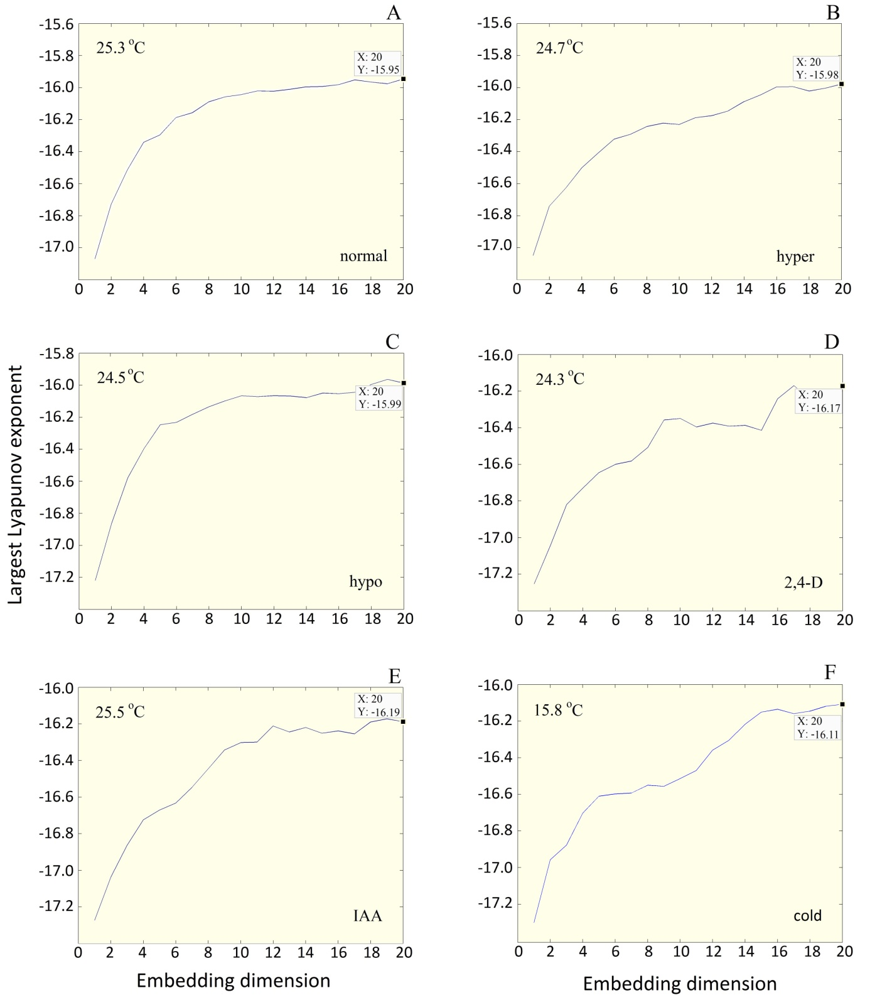 A
-15.6
-15.8
-16.0
-16.2
-16.4
-16.6
-16.8
-17.0
25.3 °C
X: 20
Y: -15.95
normal
0 2 4 6 8 10 12 14 16 18 20
B
-15.6
-15.8
-16.0
-16.2
-16.4
-16.6
-16.8
-17.0
24.7 °C
X: 20
Y: -15.98
hyper
0 2 4 6 8 10 12 14 16 18 20
Largest Lyapunov exponent
C
-15.8
-16.0
-16.2
-16.4
-16.6
-16.8
-17.0
-17.2
24.5 °C
X: 20
Y: -15.99
hypo
0 2 4 6 8 10 12 14 16 18 20
D
-16.0
-16.2
-16.4
-16.6
-16.8
-17.0
-17.2
24.3 °C
X: 20
Y: -16.17
2,4-D
0 2 4 6 8 10 12 14 16 18 20
E
-16.0
-16.2
-16.4
-16.6
-16.8
-17.0
-17.2
25.5 °C
X: 20
Y: -16.19
IAA
0 2 4 6 8 10 12 14 16 18 20
Embedding dimension
F
-16.0
-16.2
-16.4
-16.6
-16.8
-17.0
-17.2
15.8 °C
X: 20
Y: -16.11
cold
0 2 4 6 8 10 12 14 16 18 20
Embedding dimension